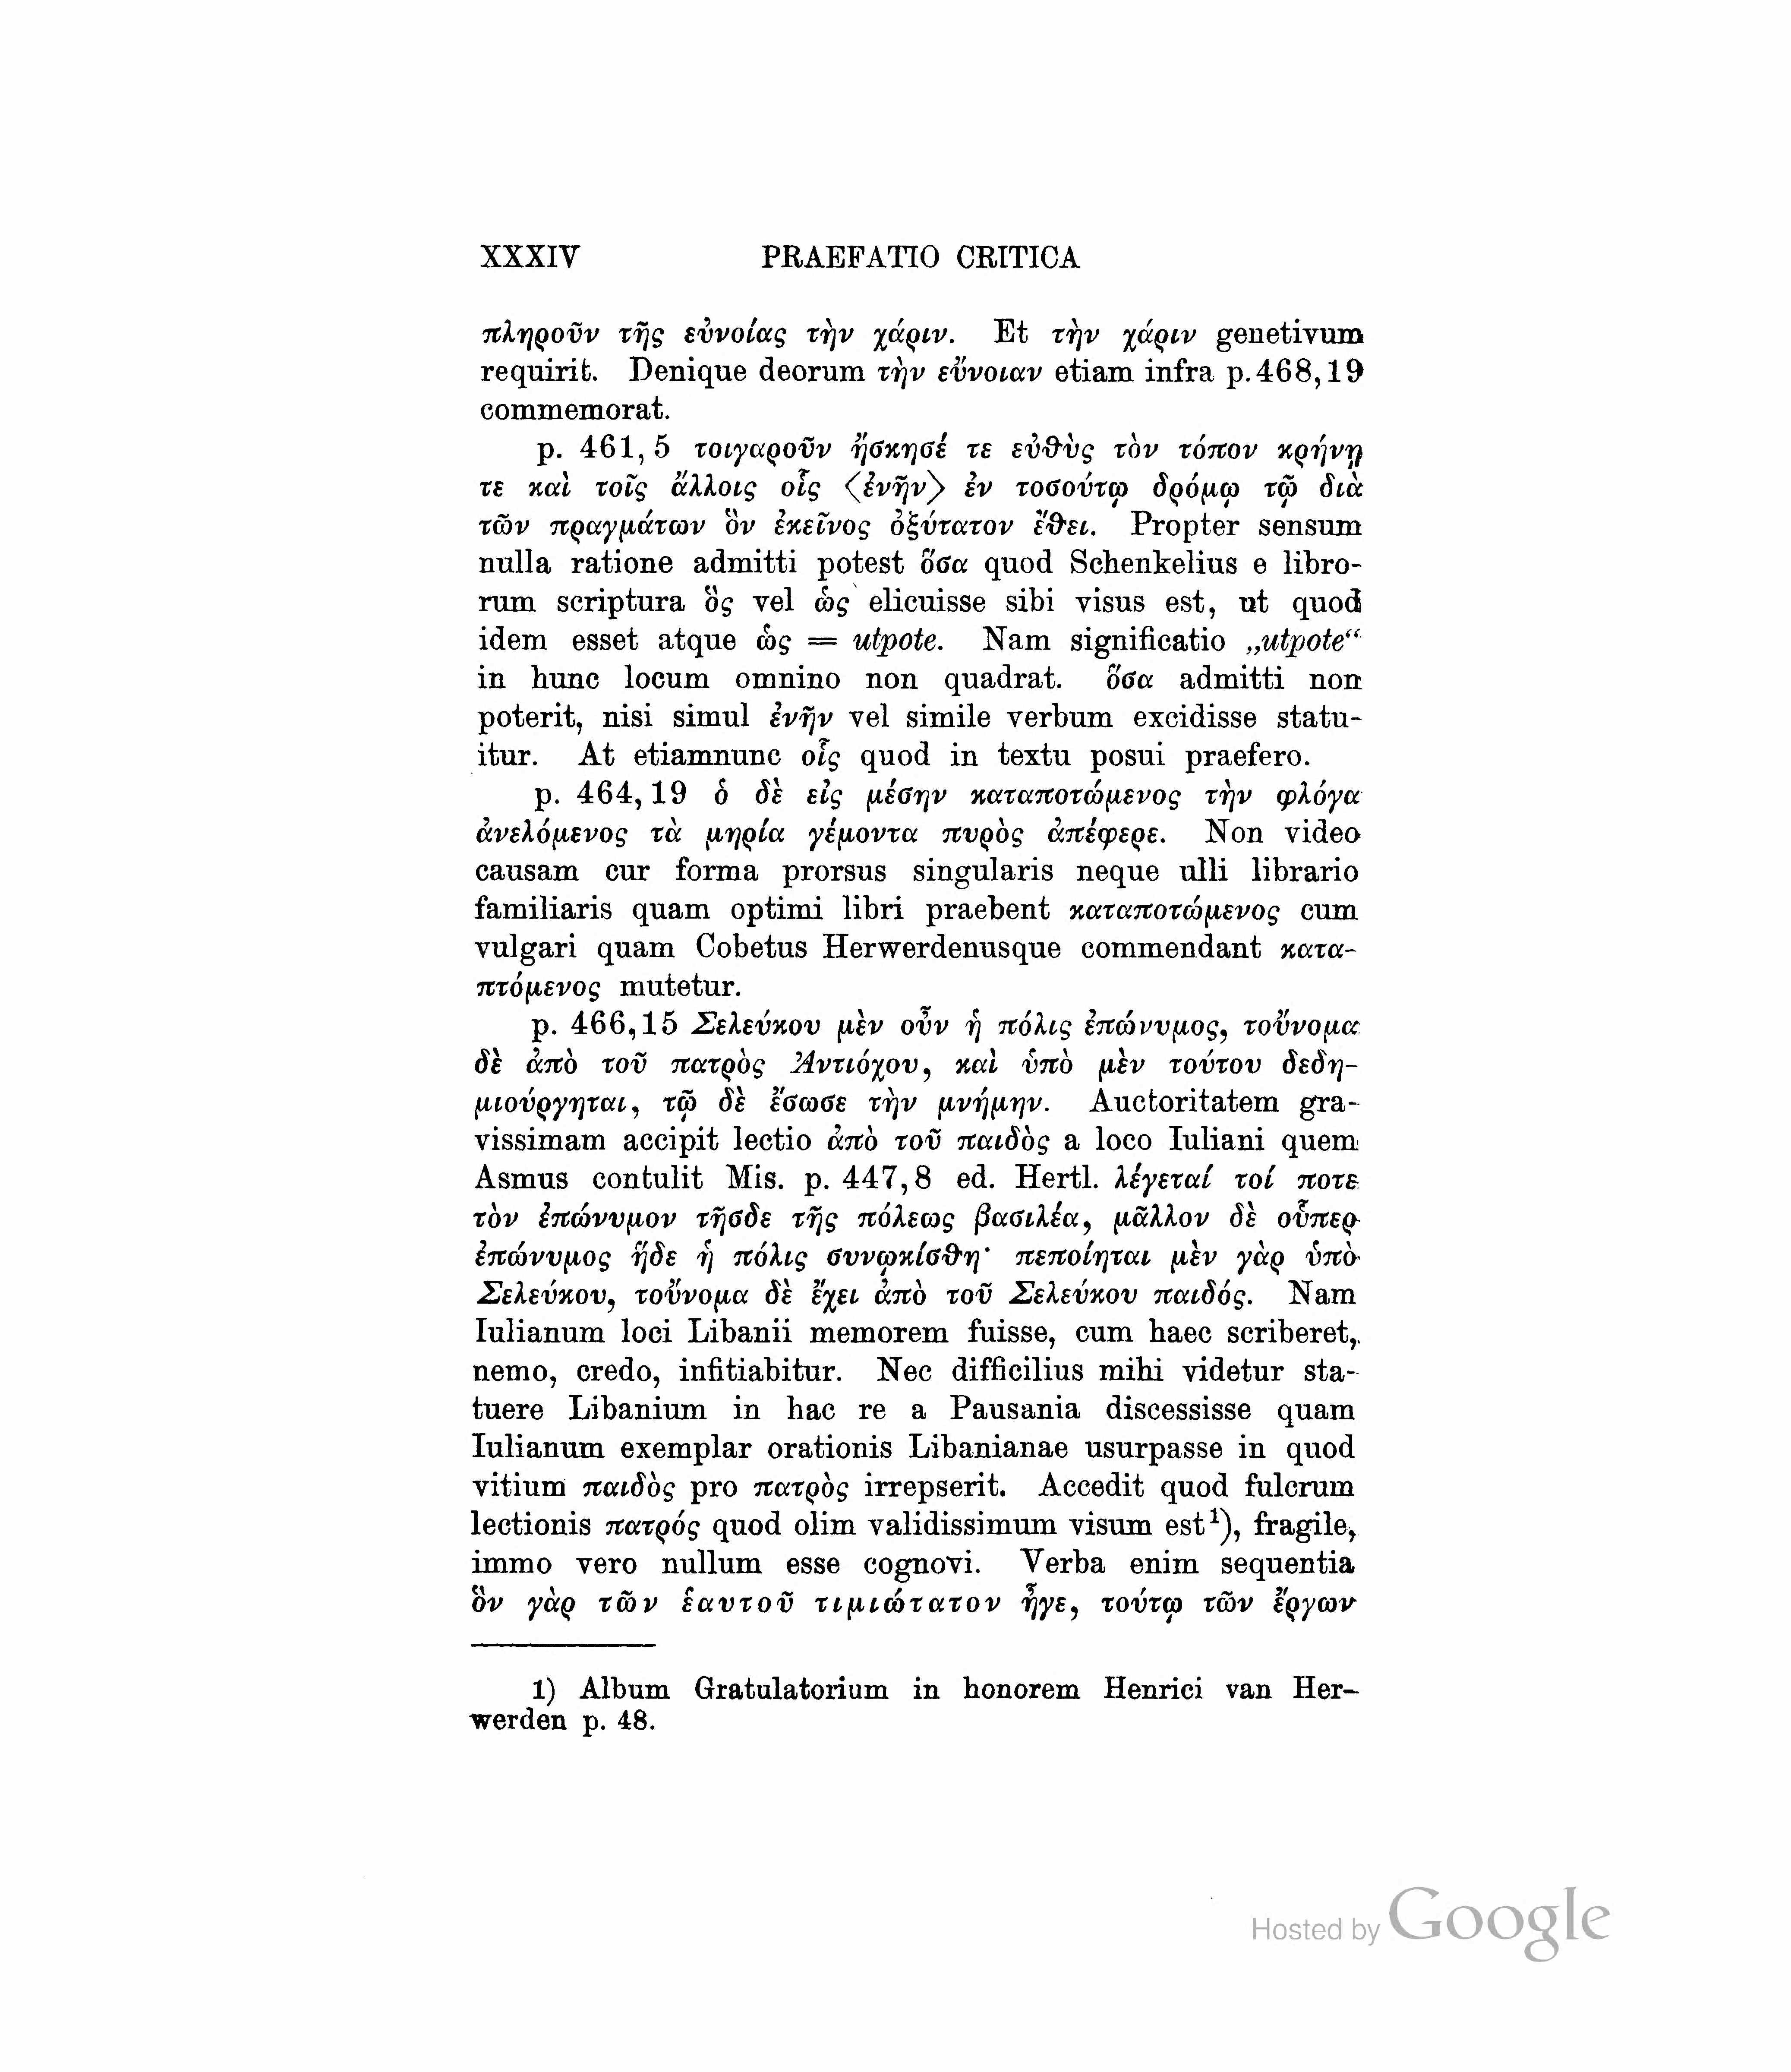 XXXIV PRAEFATIO CRITICA
πληροῦν τῆς εὐνοίας τὴν χάριν. Et τὴν χάριν genetivum
requirit. Denique deorum τὴν εὔνοιαν etiam infra p. 468, 19
commemorat.
p. 461, 5 τοιγαροῦν ἤσκησέ τε εὐθὺς τὸν τόπον κρήνῃ
τε καὶ τοῖς ἄλλοις οἷς ⟨ἐνῆν⟩ ἐν τοσούτῳ δρόμῳ τῷ διὰ
τῶν πραγμάτων ὃν ἐκεῖνος ὀξύτατον ἔθει. Propter sensum
nulla ratione admitti potest ὅσα quod Schenkelius e libro-
rum scriptura ὃς vel ὡς elicuisse sibi visus est, ut quod
idem esset atque ὡς = utpote. Nam significatio „utpote“
in hunc locum omnino non quadrat. ὅσα admitti non
poterit, nisi simul ἐνῆν vel simile verbum excidisse statu-
itur. At etiamnunc οἷς quod in textu posui praefero.
p. 464, 19 ὁ δὲ εἰς μέσην καταποτώμενος τὴν φλόγα
ἀνελόμενος τὰ μηρία γέμοντα πυρὸς ἀπέφερε. Non video
causam cur forma prorsus singularis neque ulli librario
familiaris quam optimi libri praebent καταποτώμενος cum
vulgari quam Cobetus Herwerdenusque commendant κατα-
πτόμενος mutetur.
p. 466, 15 Σελεύκου μὲν οὖν ἡ πόλις ἐπώνυμος, τοὔνομα
δὲ ἀπὸ τοῦ πατρὸς Ἀντιόχου, καὶ ὑπὸ μὲν τούτου δεδη-
μιούργηται, τῷ δὲ ἔσωσε τὴν μνήμην. Auctoritatem gra-
vissimam accipit lectio ἀπὸ τοῦ παιδὸς a loco Iuliani quem
Asmus contulit Mis. p. 447, 8 ed. Hertl. λέγεταί τοί ποτε
τὸν ἐπώνυμον τῆσδε τῆς πόλεως βασιλέα, μᾶλλον δὲ οὗπερ
ἐπώνυμος ἥδε ἡ πόλις συνῳκίσθη· πεποίηται μὲν γὰρ ὑπὸ
Σελεύκου, τοὔνομα δὲ ἔχει ἀπὸ τοῦ Σελεύκου παιδός. Nam
Iulianum loci Libanii memorem fuisse, cum haec scriberet,
nemo, credo, infitiabitur. Nec difficilius mihi videtur sta-
tuere Libanium in hac re a Pausania discessisse quam
Iulianum exemplar orationis Libanianae usurpasse in quod
vitium παιδὸς pro πατρὸς irrepserit. Accedit quod fulcrum
lectionis πατρός quod olim validissimum visum est¹), fragile,
immo vero nullum esse cognovi. Verba enim sequentia
ὃν γὰρ τῶν ἑαυτοῦ τιμιώτατον ἦγε, τούτῳ τῶν ἔργων
1) Album Gratulatorium in honorem Henrici van Her-
werden p. 48.
Hosted by Google